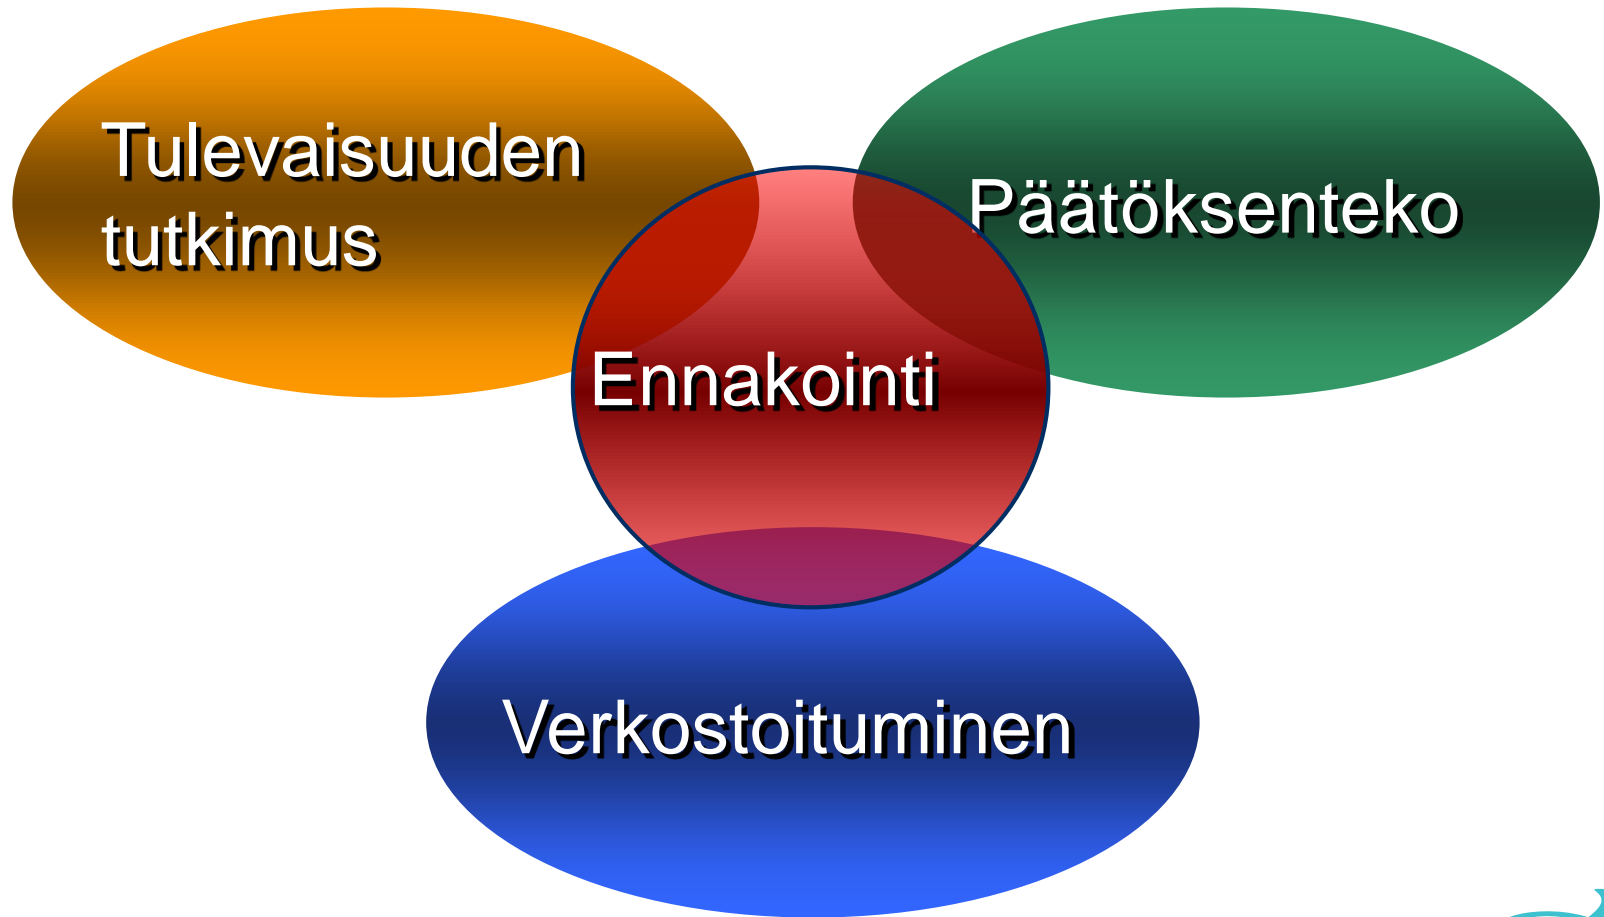 Tulevaisuuden
tutkimus
Päätöksenteko
Ennakointi
Verkostoituminen